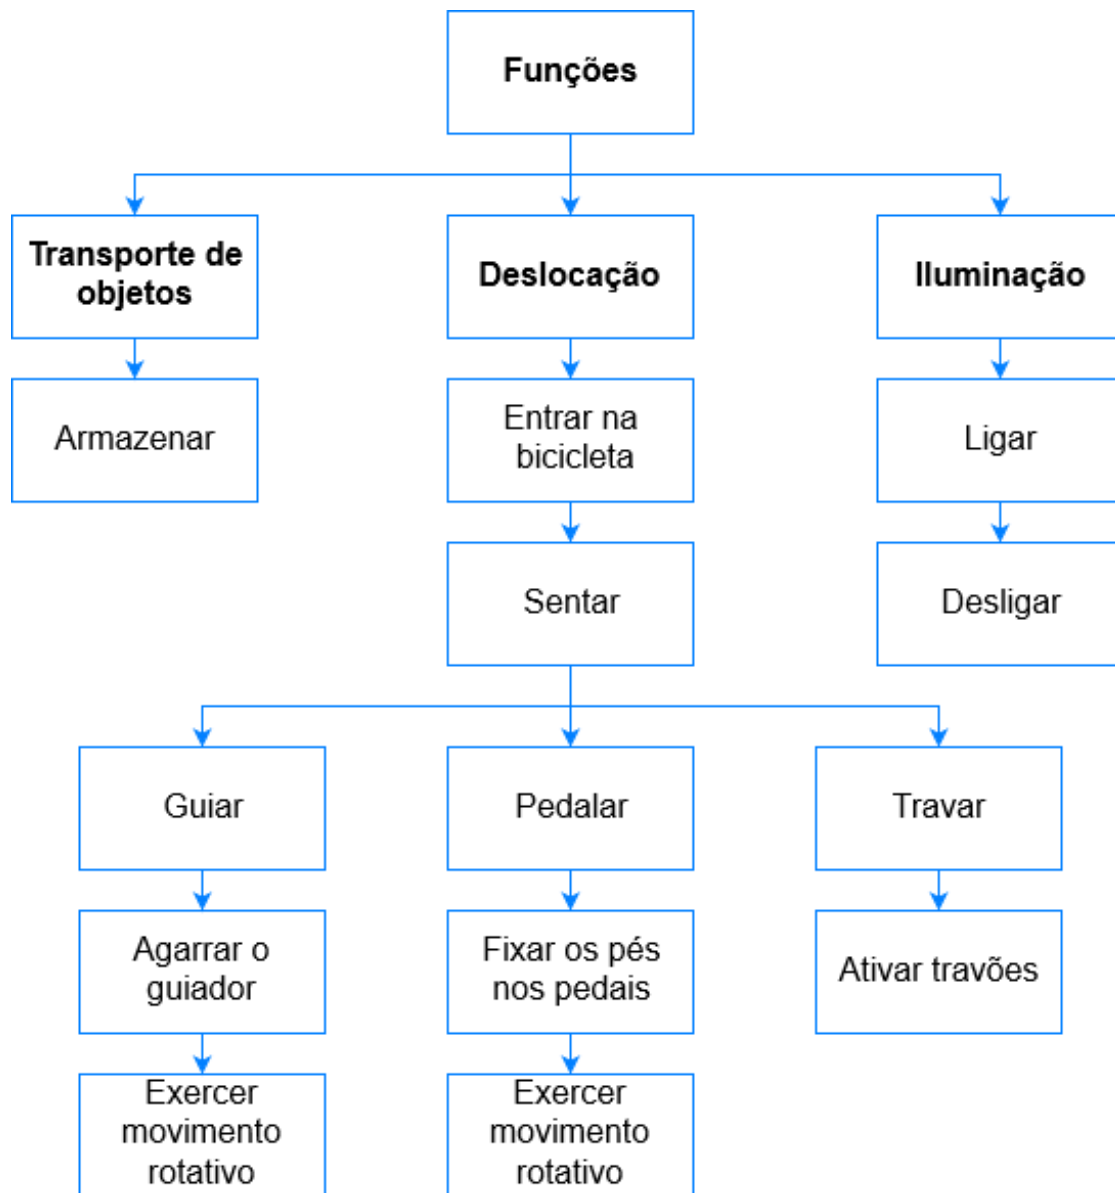 Funções
Transporte de
objetos
Deslocação
Iluminação
Armazenar
Entrar na
bicicleta
Ligar
Sentar
Desligar
Guiar
Pedalar
Travar
Agarrar o
guiador
Fixar os pés
nos pedais
Ativar travões
Exercer
movimento
rotativo
Exercer
movimento
rotativo